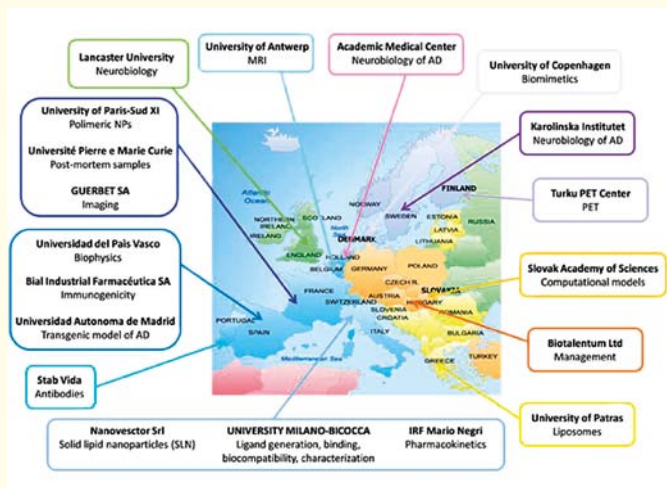 Lancaster University
Neurobiology
University of Antwerp
MRI
Academic Medical Center
Neurobiology of AD
University of Copenhagen
Biomimetics
University of Paris-Sud XI
Polimeric NPs
Université Pierre e Marie Curie
Post-mortem samples
GUERBET SA
Imaging
Karolinska Institutet
Neurobiology of AD
Turku PET Center
PET
Universidad del Pais Vasco
Biophysics
Bial Industrial Farmacéutica SA
Immunogenicity
Universidad Autonoma de Madrid
Transgenic model of AD
Slovak Academy of Sciences
Computational models
Biotalentum Ltd
Management
Stab Vida
Antibodies
University of Patras
Liposomes
Nanovesctor Srl
Solid lipid nanoparticles (SLN)
UNIVERSITY MILANO-BICOCCA
Ligand generation, binding,
biocompatibility, characterization
IRF Mario Negri
Pharmacokinetics
Atlantic
Ocean
NORWAY
FINLAND
SWEDEN
ESTONIA
LATVIA
LITHUANIA
RUSSIA
NORTHERN
IRELAND
SCOTLAND
IRELAND
ENGLAND
North
Sea
DENMARK
HOLLAND
BELGIUM
GERMANY
POLAND
CZECH R.
FRANCE
SWITZERLAND
AUSTRIA
HUNGARY
SLOVENIA
CROATIA
ROMANIA
PORTUGAL
SPAIN
ITALY
BULGARIA
Mediterranean Sea
GREECE
TURKEY